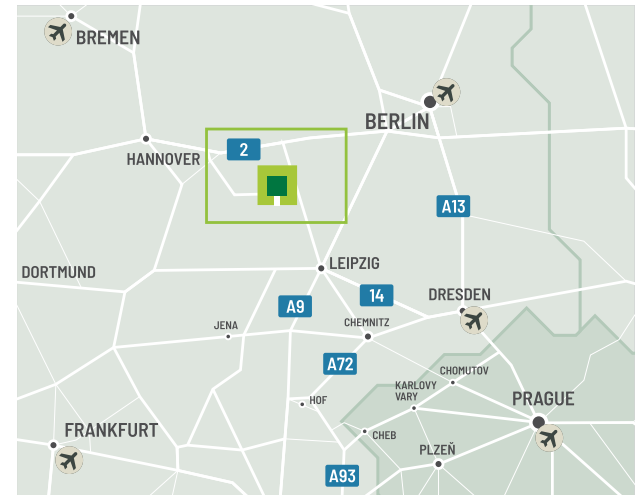 BREMEN
BERLIN
HANNOVER
2
A13
DORTMUND
LEIPZIG
14
DRESDEN
A9
JENA
CHEMNITZ
A72
CHOMUTOV
KARLOVY
VARY
HOF
PRAGUE
FRANKFURT
CHEB
PLZEŇ
A93